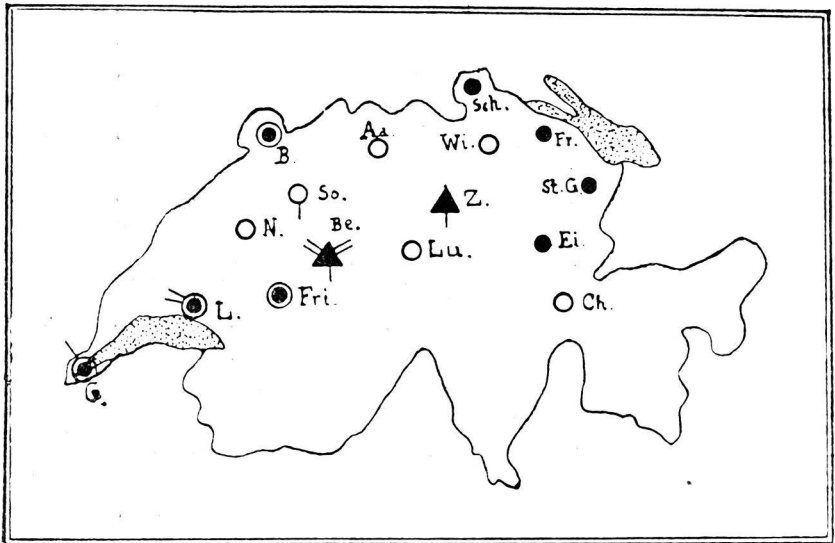 Sch.
Aa.
Wi.
Fr.
B.
St.G.
So.
Z.
N.
Be.
Lu.
Ei.
L.
Fri.
Ch.
G.